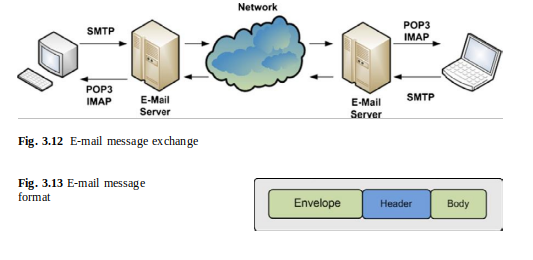 Network
SMTP
POP3
IMAP
POP3
IMAP
E-Mail
Server
E-Mail
Server
SMTP
Fig. 3.12 E-mail message exchange
Fig. 3.13 E-mail message
format
Envelope
Header
Body